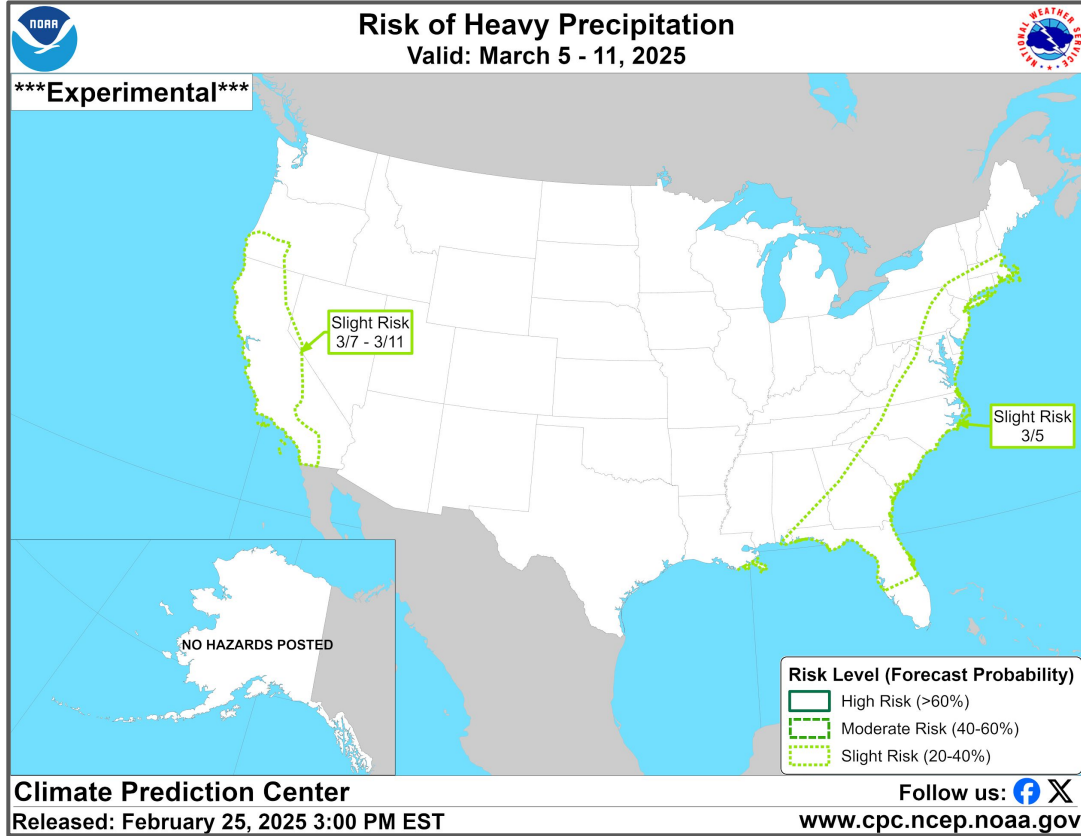 NOAA
Risk of Heavy Precipitation
Valid: March 5 - 11, 2025
NATIONAL WEATHER SERVICE
***Experimental***
Slight Risk
3/7 - 3/11
Slight Risk
3/5
NO HAZARDS POSTED
Risk Level (Forecast Probability)
High Risk (>60%)
Moderate Risk (40-60%)
Slight Risk (20-40%)
Climate Prediction Center
Follow us:
Released: February 25, 2025 3:00 PM EST
www.cpc.ncep.noaa.gov